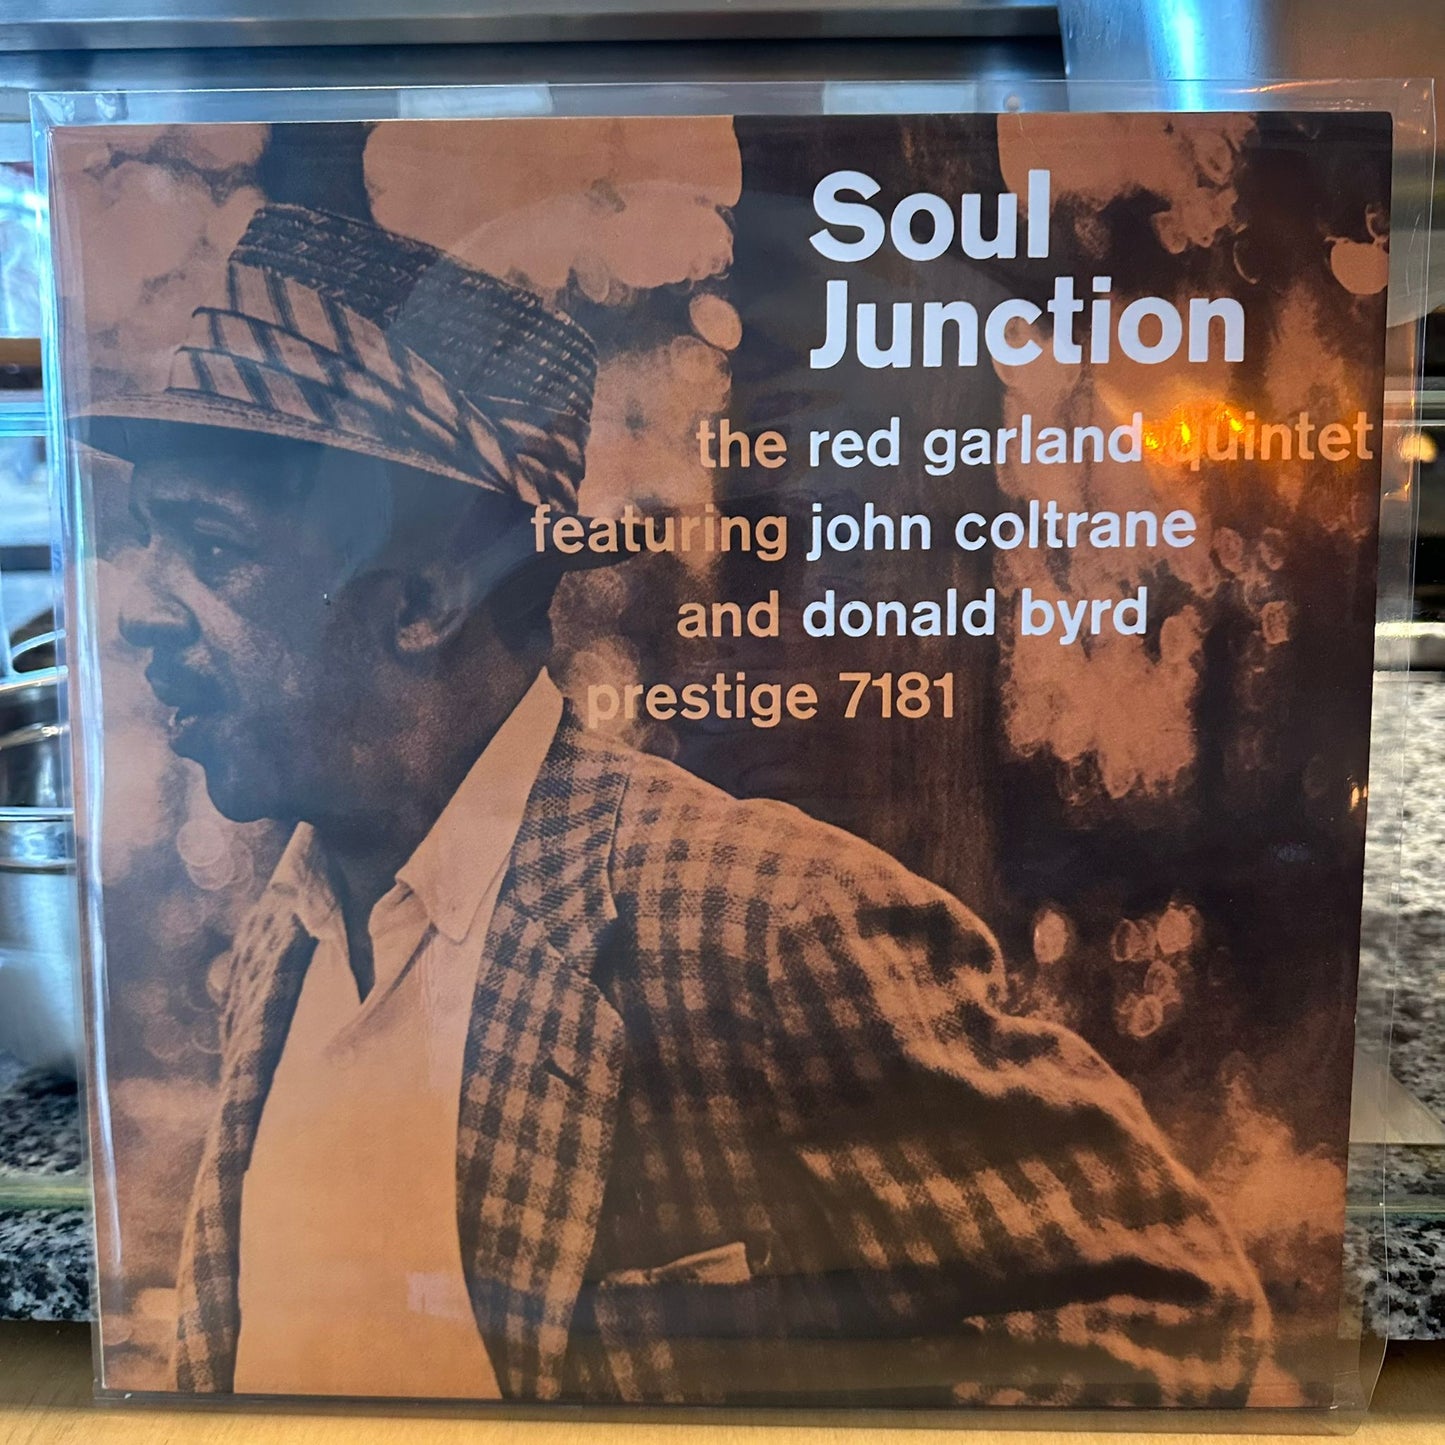 Soul
Junction
the red garland quintet
featuring john coltrane
and donald byrd
prestige 7181